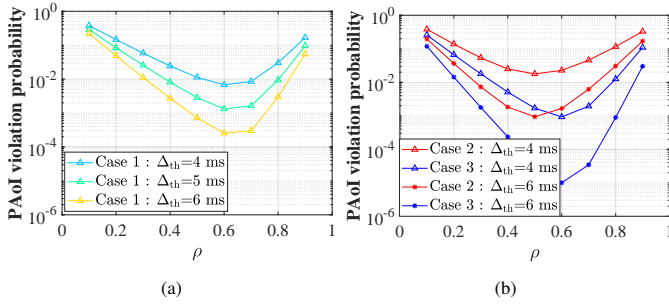 (a)
PAoI violation probability
10^0
10^-2
10^-4
10^-6
Case 1 : Δ_th=4 ms
Case 1 : Δ_th=5 ms
Case 1 : Δ_th=6 ms
0 0.2 0.4 0.6 0.8 1
ρ
(a)
(b)
PAoI violation probability
10^0
10^-2
10^-4
10^-6
Case 2 : Δ_th=4 ms
Case 3 : Δ_th=4 ms
Case 2 : Δ_th=6 ms
Case 3 : Δ_th=6 ms
0 0.2 0.4 0.6 0.8 1
ρ
(b)